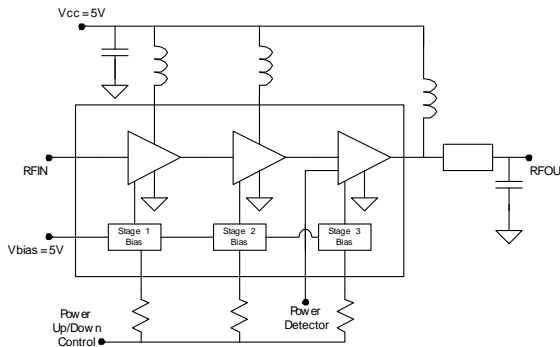 Vcc = 5V
RFIN
RFOU
Stage 1
Bias
Stage 2
Bias
Stage 3
Bias
Vbias = 5V
Power
Up/Down
Control
Power
Detector